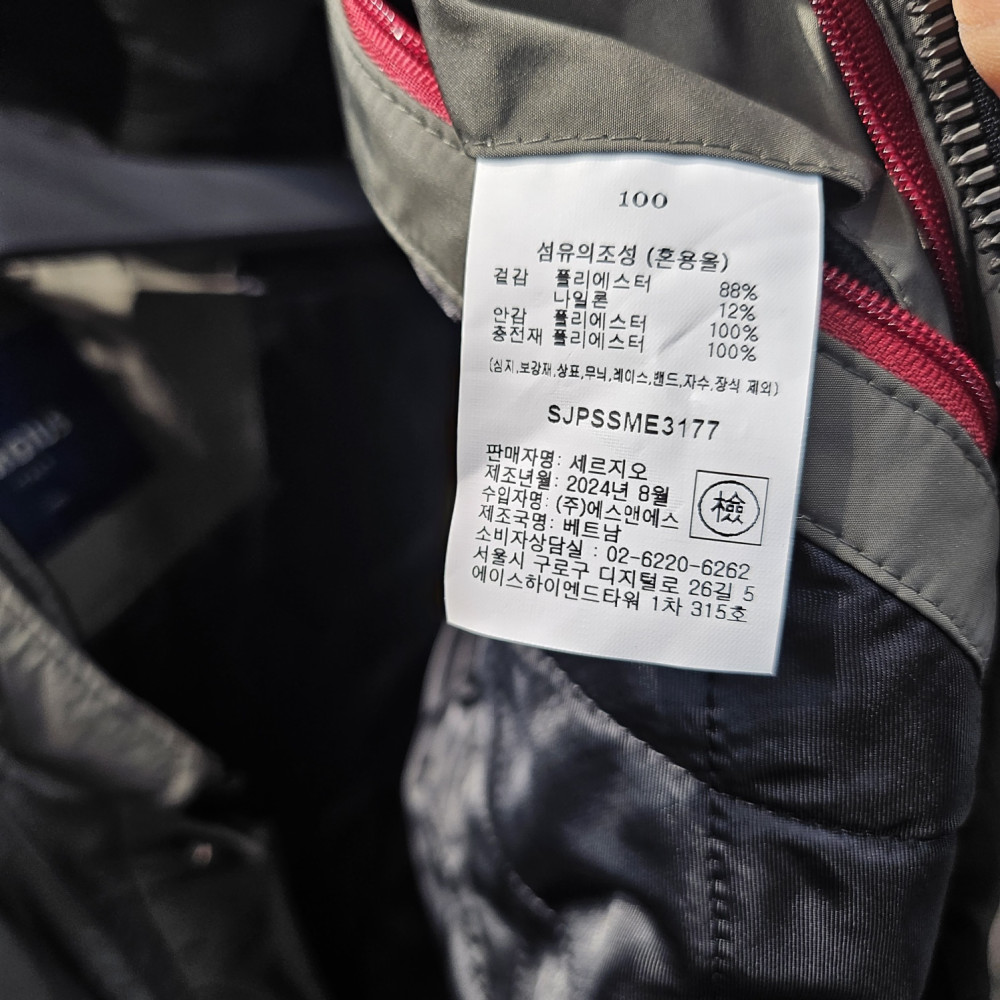 100
섬유의조성 (혼용율)
겉감 폴리에스터 88%
나일론 12%
안감 폴리에스터 100%
충전재 폴리에스터 100%
(심지,보강재,상표,무늬,레이스,밴드,자수,장식 제외)
SJPSSME3177
판매자명: 세르지오
제조년월: 2024년 8월
수입자명: (주)에스앤에스
제조국명: 베트남
檢
소비자상담실 : 02-6220-6262
서울시 구로구 디지털로 26길 5
에이스하이엔드타워 1차 315호